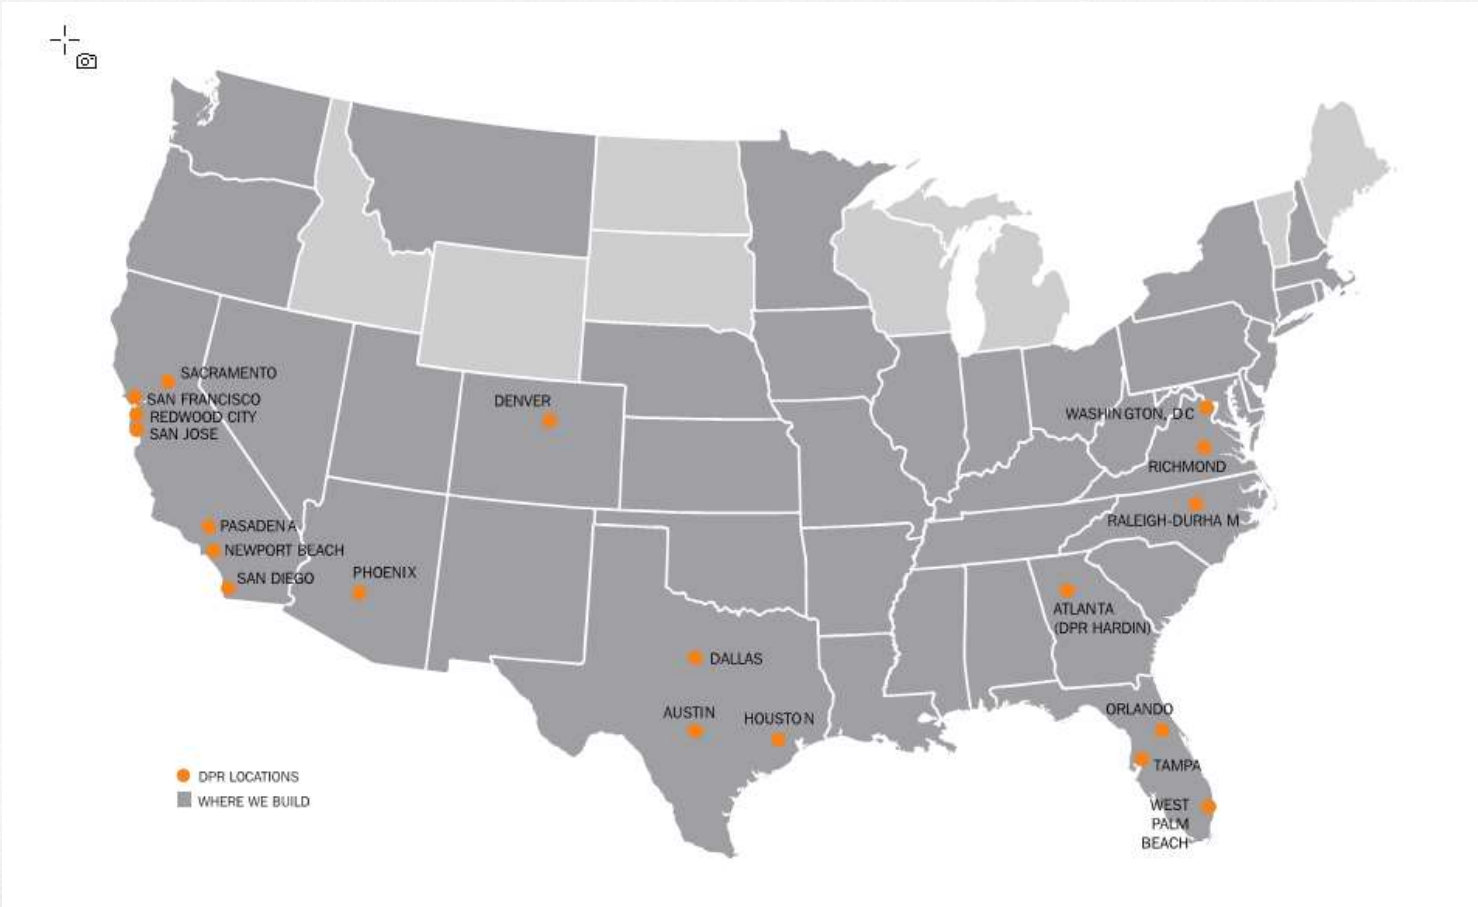 SACRAMENTO
SAN FRANCISCO
REDWOOD CITY
SAN JOSE
DENVER
WASHINGTON, DC
RICHMOND
RALEIGH-DURHAM
PASADENA
NEWPORT BEACH
SAN DIEGO
PHOENIX
ATLANTA
(DPR HARDIN)
DALLAS
AUSTIN
HOUSTON
ORLANDO
TAMPA
WEST
PALM
BEACH
DPR LOCATIONS
WHERE WE BUILD